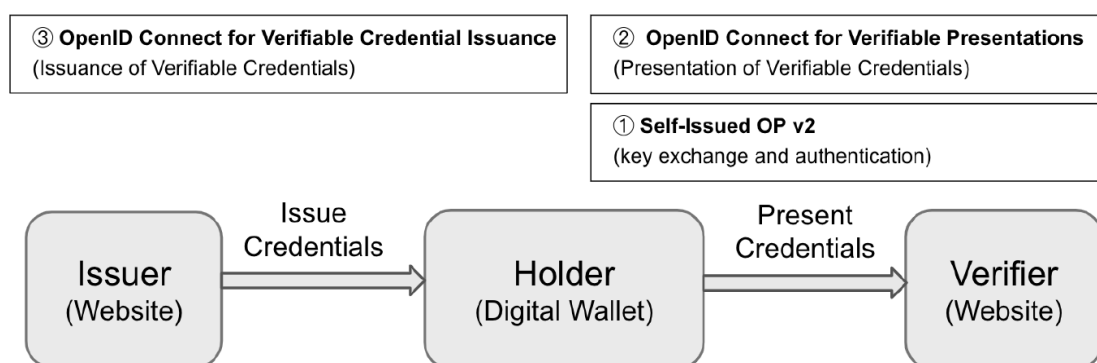 ③ OpenID Connect for Verifiable Credential Issuance
(Issuance of Verifiable Credentials)
② OpenID Connect for Verifiable Presentations
(Presentation of Verifiable Credentials)
① Self-Issued OP v2
(key exchange and authentication)
Issue
Credentials
Present
Credentials
Issuer
(Website)
Holder
(Digital Wallet)
Verifier
(Website)